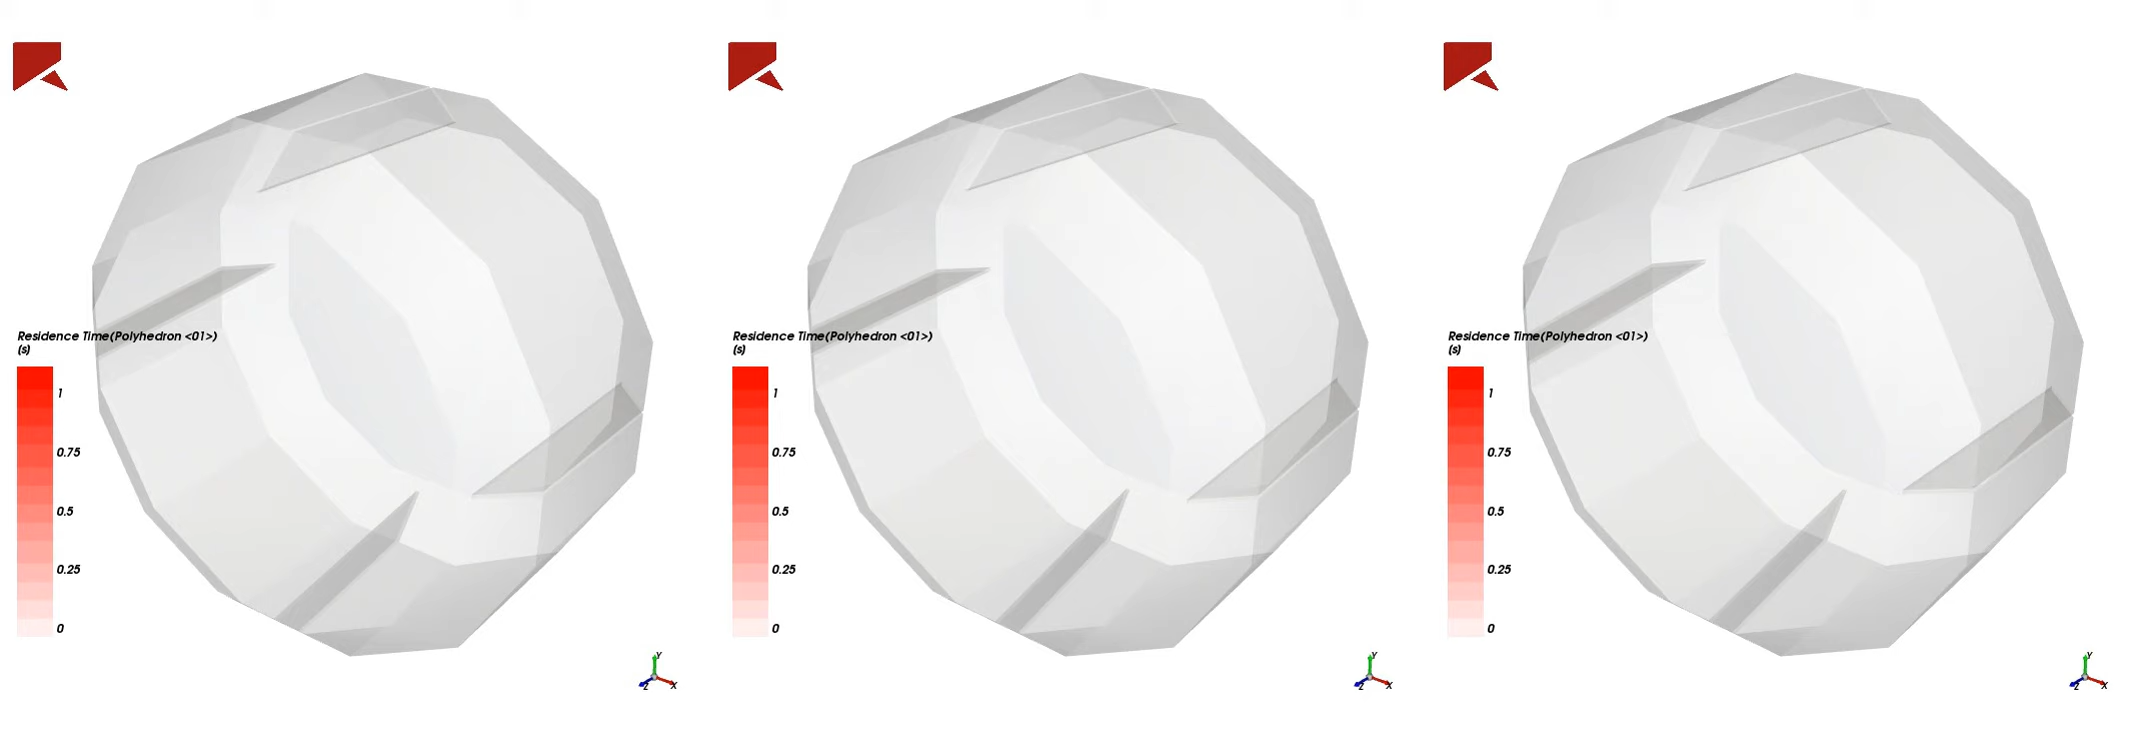 Residence Time(Polyhedron <01>)
(s)
1
0.75
0.5
0.25
0
Y
Z
X
Residence Time(Polyhedron <01>)
(s)
1
0.75
0.5
0.25
0
Y
Z
X
Residence Time(Polyhedron <01>)
(s)
1
0.75
0.5
0.25
0
Y
Z
X